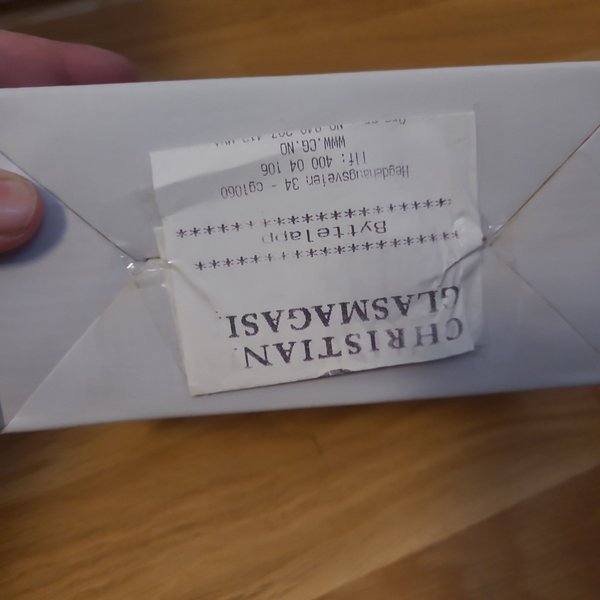 CHRISTIAN
GLASMAGASI
**********************
Byttelapp
**********************
Hegdehaugsveien 34 - cg1060
Tlf: 400 04 106
WWW.CG.NO